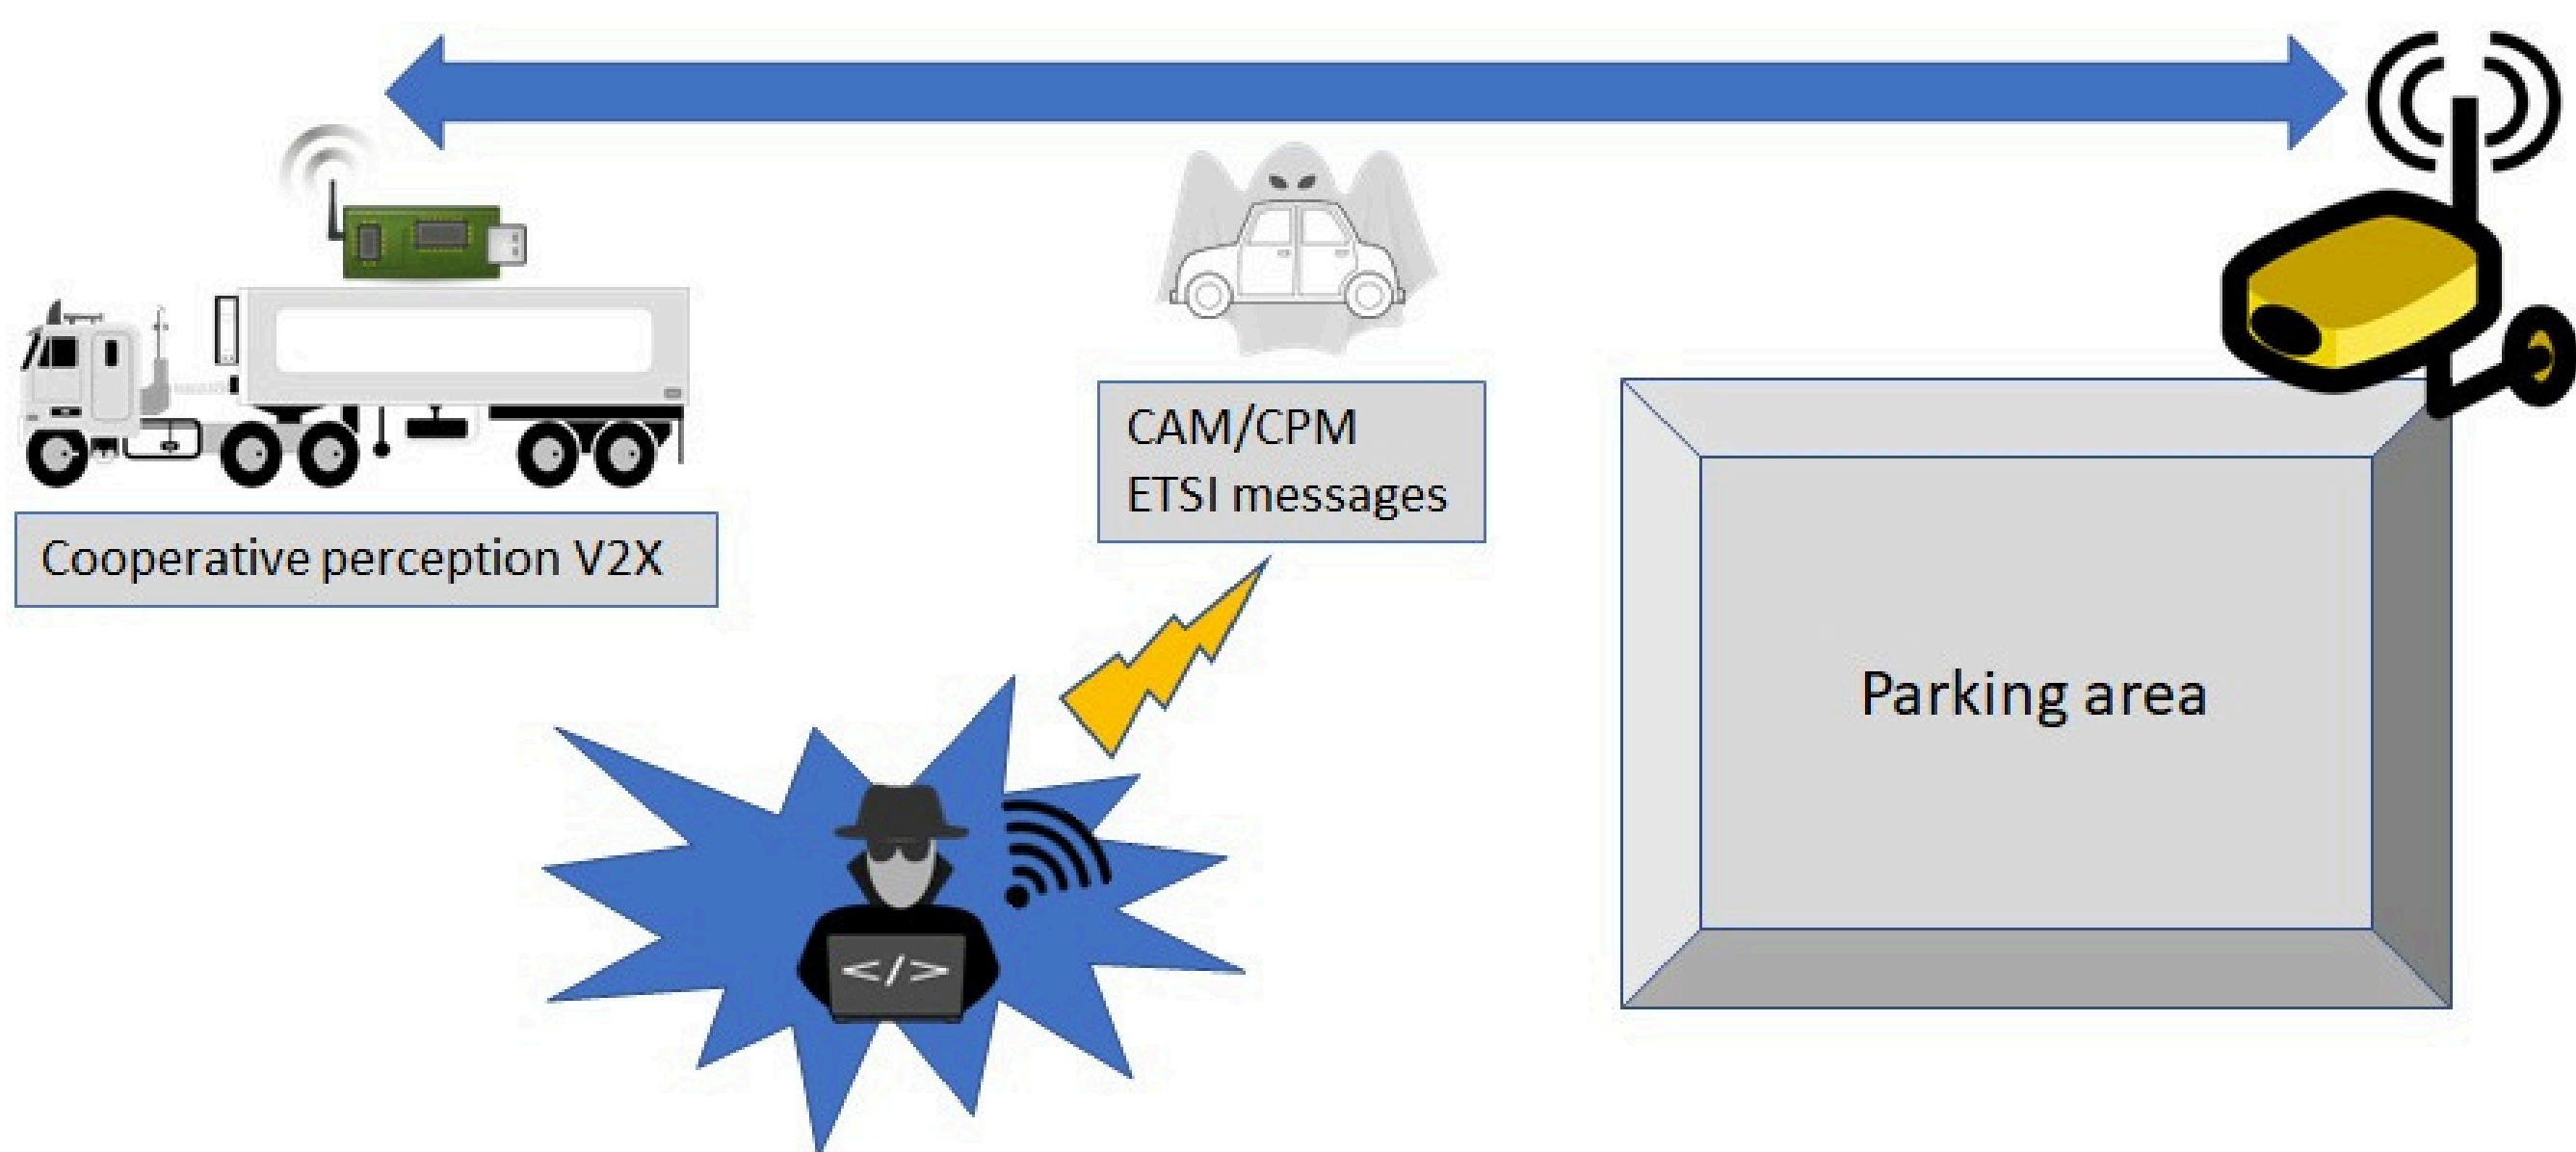 CAM/CPM
ETSI messages
Cooperative perception V2X
Parking area
</>